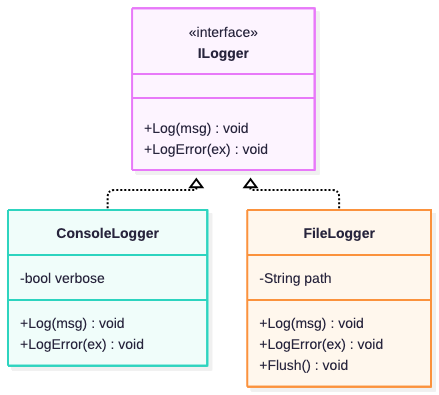 «interface»
ILogger
+Log(msg) : void
+LogError(ex) : void
ConsoleLogger
-bool verbose
+Log(msg) : void
+LogError(ex) : void
FileLogger
-String path
+Log(msg) : void
+LogError(ex) : void
+Flush() : void